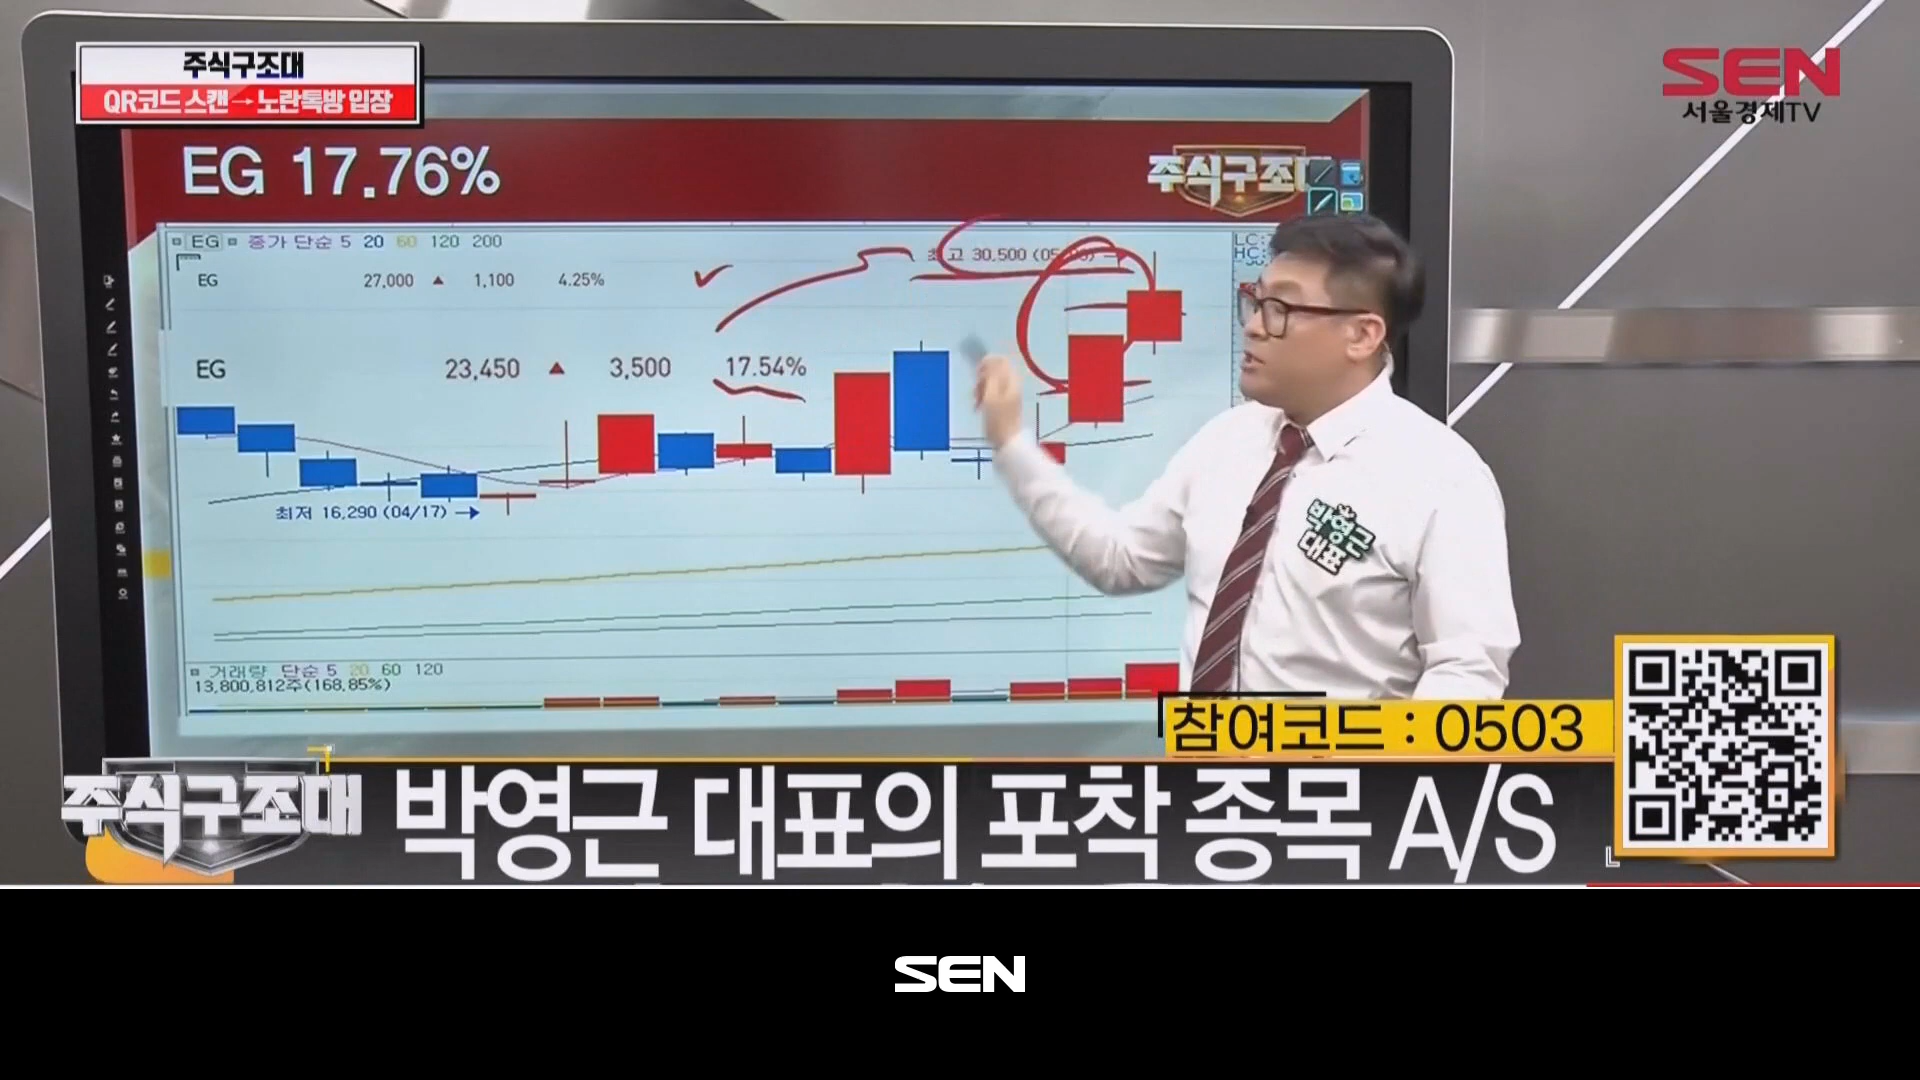 주식구조대
QR코드 스캔→노란톡방 입장
SEN
서울경제TV
EG 17.76%
주식구조
EG 종가 단순 5 20 60 120 200
최고 30,500
LC:
HC:
EG 27,000 ▲ 1,100 4.25%
EG 23,450 ▲ 3,500 17.54%
최저 16,290 (04/17) →
박영근
대표
거래량 단순 5 20 60 120
13,800,812주(168.85%)
참여코드 : 0503
주식구조대
박영근 대표의 포착 종목 A/S
SEN